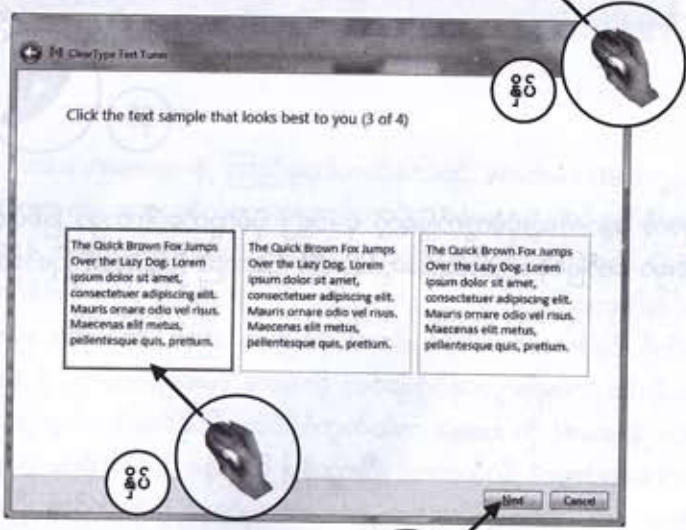 ClearType Text Tuner
Click the text sample that looks best to you (3 of 4)
The Quick Brown Fox Jumps
Over the Lazy Dog. Lorem
ipsum dolor sit amet,
consectetuer adipiscing elit.
Mauris ornare odio vel risus.
Maecenas elit metus,
pellentesque quis, pretium.
The Quick Brown Fox Jumps
Over the Lazy Dog. Lorem
ipsum dolor sit amet,
consectetuer adipiscing elit.
Mauris ornare odio vel risus.
Maecenas elit metus,
pellentesque quis, pretium.
The Quick Brown Fox Jumps
Over the Lazy Dog. Lorem
ipsum dolor sit amet,
consectetuer adipiscing elit.
Mauris ornare odio vel risus.
Maecenas elit metus,
pellentesque quis, pretium.
Next Cancel